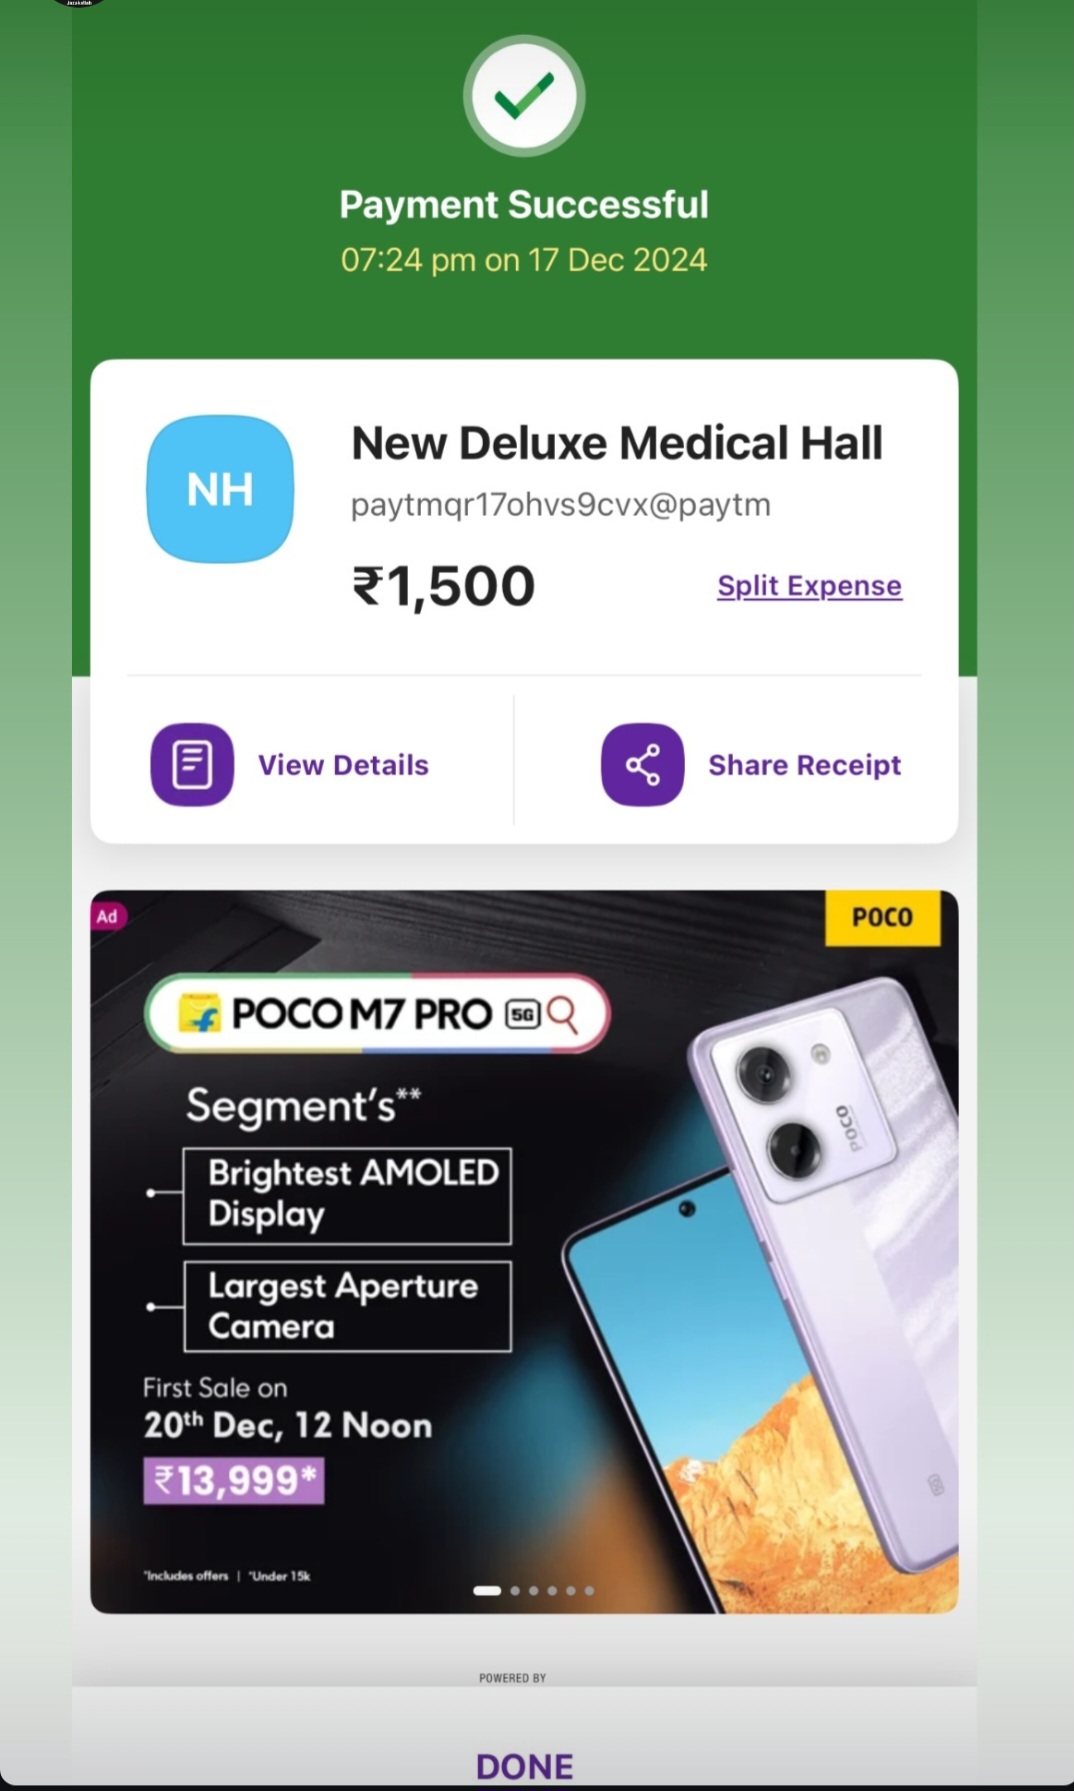 Jazakallah
Payment Successful
07:24 pm on 17 Dec 2024
NH
New Deluxe Medical Hall
paytmqr17ohvs9cvx@paytm
₹1,500
Split Expense
View Details
Share Receipt
Ad
POCO
POCO M7 PRO 5G
Segment's**
Brightest AMOLED
Display
Largest Aperture
Camera
First Sale on
20th Dec, 12 Noon
₹13,999*
*Includes offers | *Under 15k
POCO
5G
POWERED BY
DONE